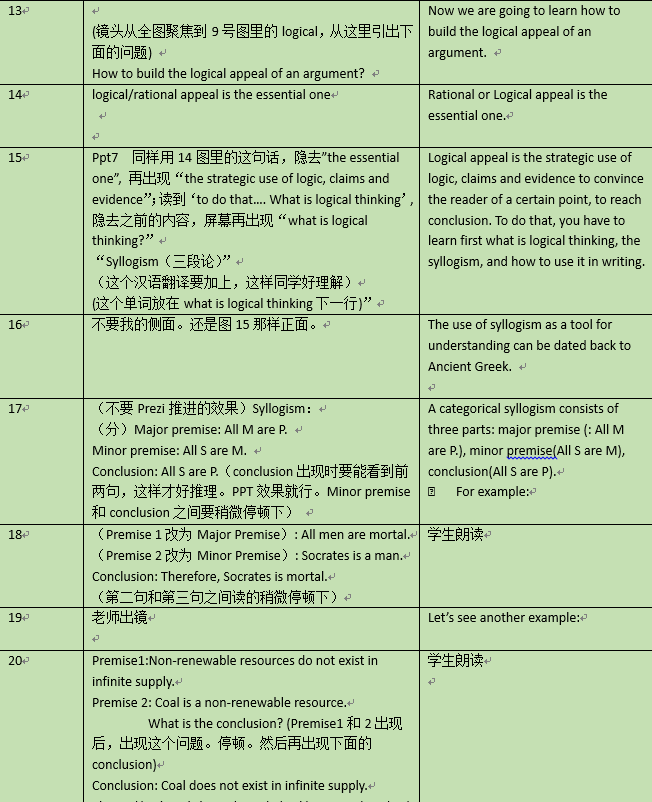 13
(镜头从全图聚焦到 9 号图里的 logical，从这里引出下
面的问题)
How to build the logical appeal of an argument?
Now we are going to learn how to
build the logical appeal of an
argument.
14
logical/rational appeal is the essential one
Rational or Logical appeal is the
essential one.
15
Ppt7 同样用 14 图里的这句话，隐去"the essential
one", 再出现 "the strategic use of logic, claims and
evidence"; 读到 'to do that.... What is logical thinking' ,
隐去之前的内容，屏幕再出现 "what is logical
thinking?"
"Syllogism（三段论）"
（这个汉语翻译要加上，这样同学好理解）
(这个单词放在 what is logical thinking 下一行)"
Logical appeal is the strategic use of
logic, claims and evidence to convince
the reader of a certain point, to reach
conclusion. To do that, you have to
learn first what is logical thinking, the
syllogism, and how to use it in writing.
16
不要我的侧面。还是图 15 那样正面。
The use of syllogism as a tool for
understanding can be dated back to
Ancient Greek.
17
（不要 Prezi 推进的效果）Syllogism：
（分）Major premise: All M are P.
Minor premise: All S are M.
Conclusion: All S are P.（conclusion 出现时要能看到前
两句，这样才好推理。PPT 效果就行。Minor premise
和 conclusion 之间要稍微停顿下）
A categorical syllogism consists of
three parts: major premise (: All M
are P.), minor premise(All S are M),
conclusion(All S are P).
For example:
18
（Premise 1 改为 Major Premise）: All men are mortal.
（Premise 2 改为 Minor Premise）: Socrates is a man.
Conclusion: Therefore, Socrates is mortal.
（第二句和第三句之间读的稍微停顿下）
学生朗读
19
老师出镜
Let's see another example:
20
Premise1:Non-renewable resources do not exist in
infinite supply.
Premise 2: Coal is a non-renewable resource.
What is the conclusion? (Premise1 和 2 出现
后，出现这个问题。停顿。然后再出现下面的
conclusion)
Conclusion: Coal does not exist in infinite supply.
学生朗读